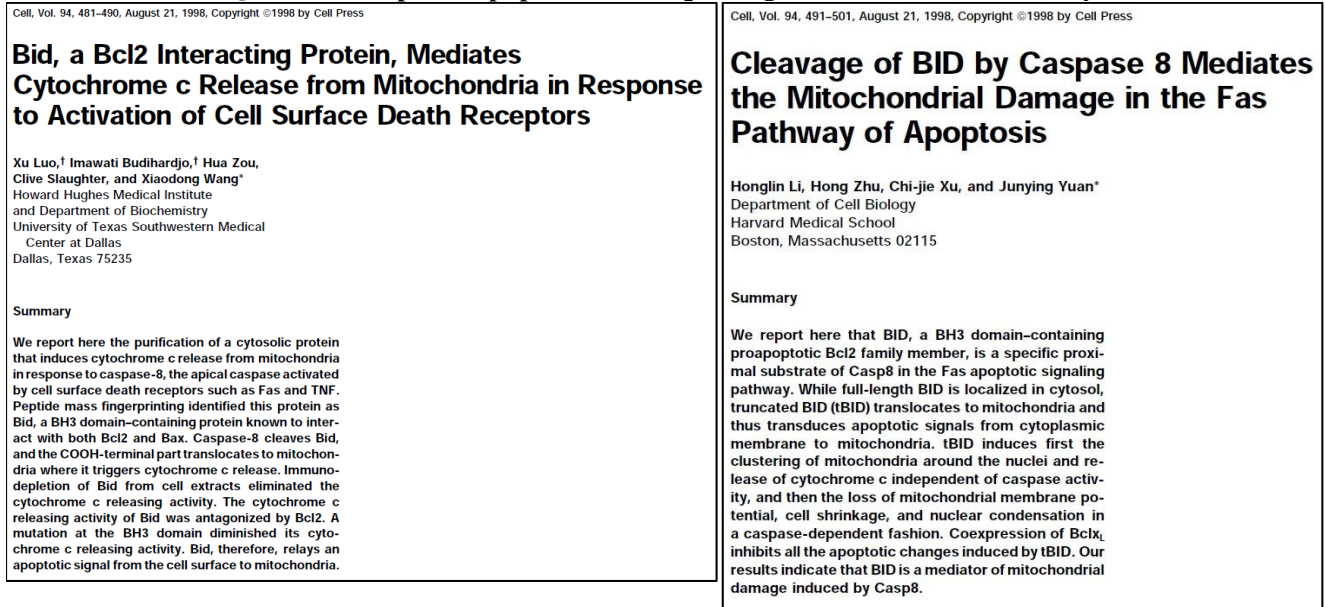 Cell, Vol. 94, 481–490, August 21, 1998, Copyright ©1998 by Cell Press
Bid, a Bcl2 Interacting Protein, Mediates
Cytochrome c Release from Mitochondria in Response
to Activation of Cell Surface Death Receptors
Xu Luo,† Imawati Budihardjo,† Hua Zou,
Clive Slaughter, and Xiaodong Wang*
Howard Hughes Medical Institute
and Department of Biochemistry
University of Texas Southwestern Medical
Center at Dallas
Dallas, Texas 75235
Summary
We report here the purification of a cytosolic protein
that induces cytochrome c release from mitochondria
in response to caspase-8, the apical caspase activated
by cell surface death receptors such as Fas and TNF.
Peptide mass fingerprinting identified this protein as
Bid, a BH3 domain–containing protein known to inter-
act with both Bcl2 and Bax. Caspase-8 cleaves Bid,
and the COOH-terminal part translocates to mitochon-
dria where it triggers cytochrome c release. Immuno-
depletion of Bid from cell extracts eliminated the
cytochrome c releasing activity. The cytochrome c
releasing activity of Bid was antagonized by Bcl2. A
mutation at the BH3 domain diminished its cyto-
chrome c releasing activity. Bid, therefore, relays an
apoptotic signal from the cell surface to mitochondria.
Cell, Vol. 94, 491–501, August 21, 1998, Copyright ©1998 by Cell Press
Cleavage of BID by Caspase 8 Mediates
the Mitochondrial Damage in the Fas
Pathway of Apoptosis
Honglin Li, Hong Zhu, Chi-jie Xu, and Junying Yuan*
Department of Cell Biology
Harvard Medical School
Boston, Massachusetts 02115
Summary
We report here that BID, a BH3 domain–containing
proapoptotic Bcl2 family member, is a specific proxi-
mal substrate of Casp8 in the Fas apoptotic signaling
pathway. While full-length BID is localized in cytosol,
truncated BID (tBID) translocates to mitochondria and
thus transduces apoptotic signals from cytoplasmic
membrane to mitochondria. tBID induces first the
clustering of mitochondria around the nuclei and re-
lease of cytochrome c independent of caspase activ-
ity, and then the loss of mitochondrial membrane po-
tential, cell shrinkage, and nuclear condensation in
a caspase-dependent fashion. Coexpression of BclxL
inhibits all the apoptotic changes induced by tBID. Our
results indicate that BID is a mediator of mitochondrial
damage induced by Casp8.